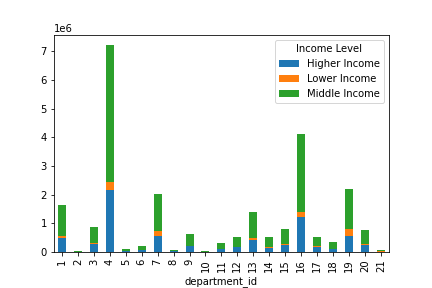 1e6
Income Level
Higher Income
Lower Income
Middle Income
7
6
5
4
3
2
1
0
1 2 3 4 5 6 7 8 9 10 11 12 13 14 15 16 17 18 19 20 21
department_id